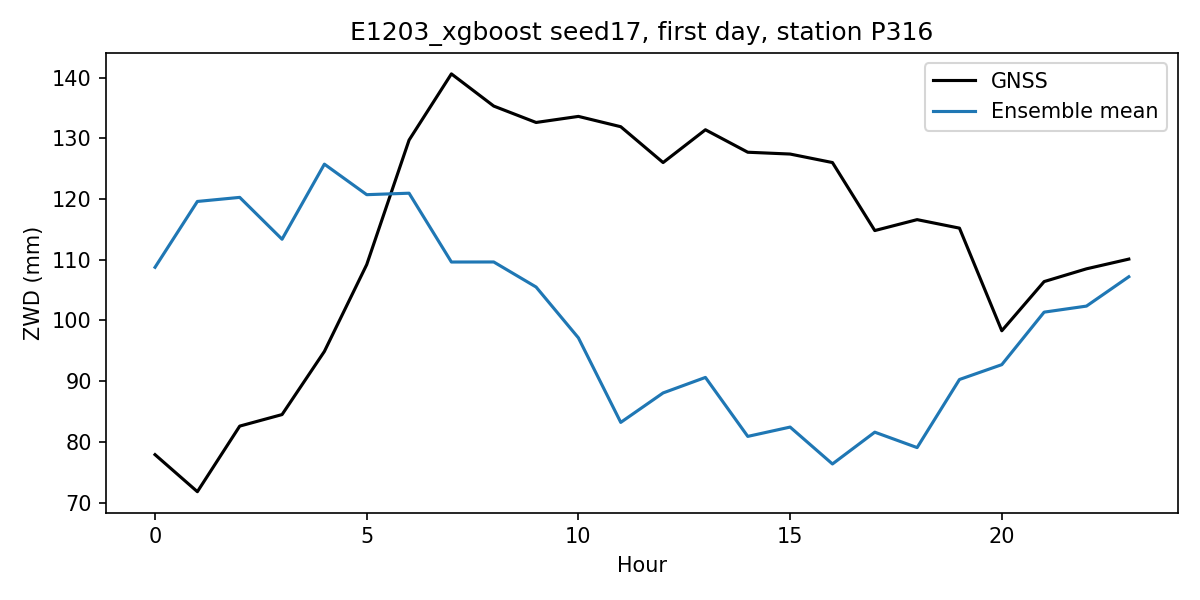 E1203_xgboost seed17, first day, station P316
GNSS
Ensemble mean
ZWD (mm)
140
130
120
110
100
90
80
70
0 5 10 15 20
Hour